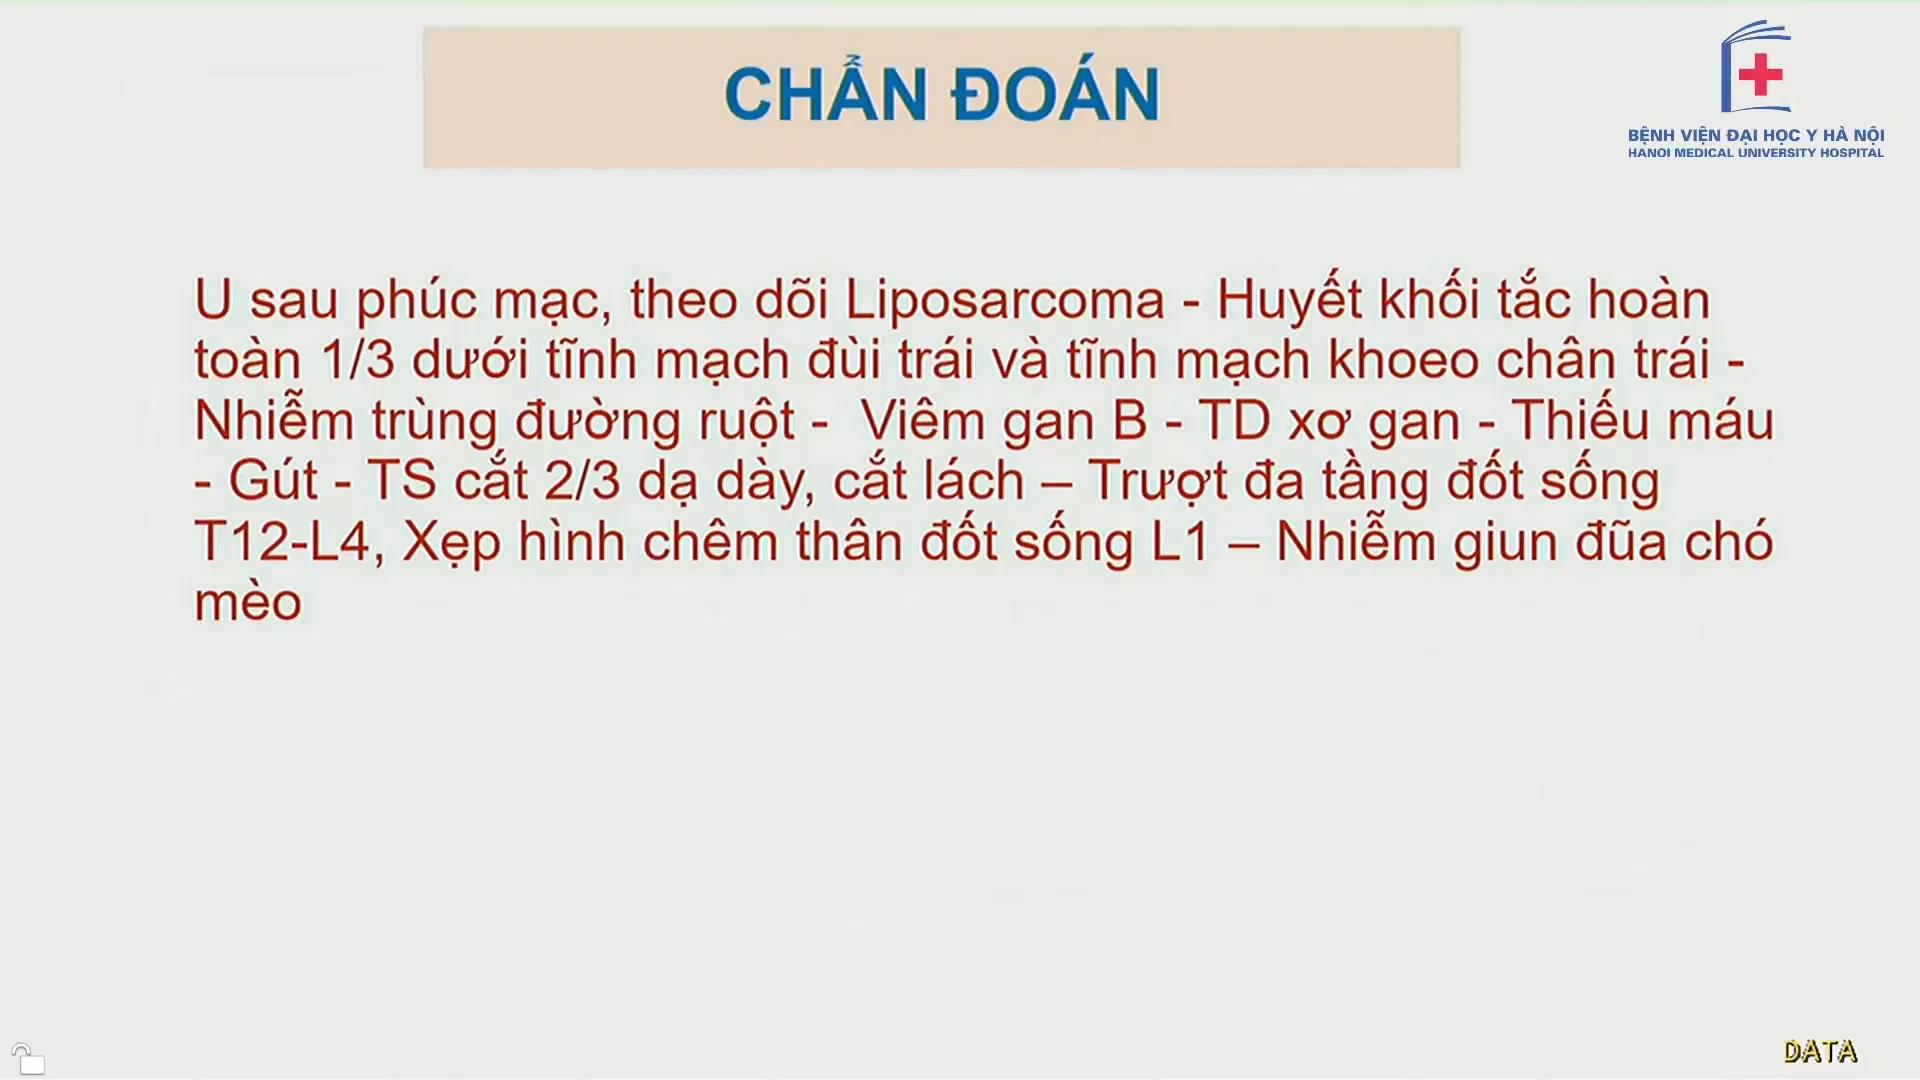 CHẨN ĐOÁN
BỆNH VIỆN ĐẠI HỌC Y HÀ NỘI
HANOI MEDICAL UNIVERSITY HOSPITAL
U sau phúc mạc, theo dõi Liposarcoma - Huyết khối tắc hoàn
toàn 1/3 dưới tĩnh mạch đùi trái và tĩnh mạch khoeo chân trái -
Nhiễm trùng đường ruột - Viêm gan B - TD xơ gan - Thiếu máu
- Gút - TS cắt 2/3 dạ dày, cắt lách – Trượt đa tầng đốt sống
T12-L4, Xẹp hình chêm thân đốt sống L1 – Nhiễm giun đũa chó
mèo
DATA